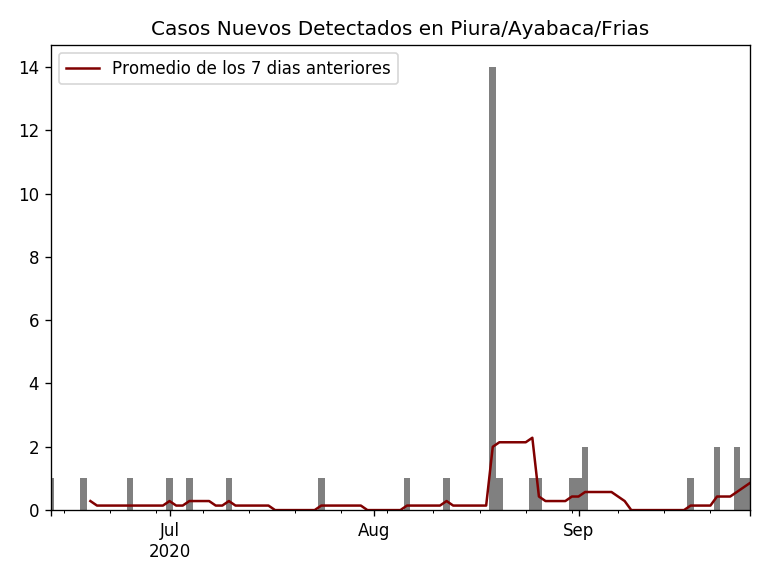 Casos Nuevos Detectados en Piura/Ayabaca/Frias
Promedio de los 7 dias anteriores
14
12
10
8
6
4
2
0
Jul
2020
Aug
Sep